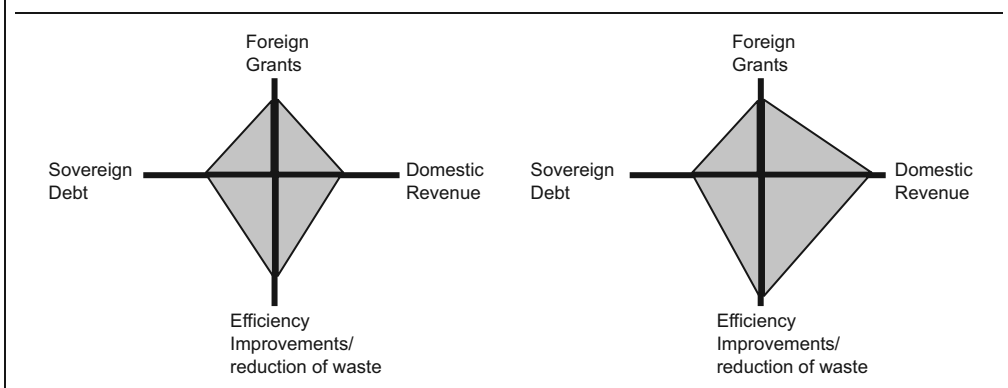 Foreign
Grants
Sovereign
Debt
Domestic
Revenue
Efficiency
Improvements/
reduction of waste
Foreign
Grants
Sovereign
Debt
Domestic
Revenue
Efficiency
Improvements/
reduction of waste